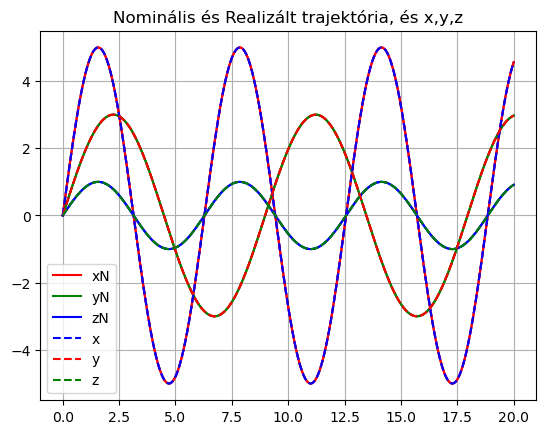 Nominális és Realizált trajektória, és x,y,z
4
2
0
−2
−4
xN
yN
zN
x
y
z
0.0 2.5 5.0 7.5 10.0 12.5 15.0 17.5 20.0